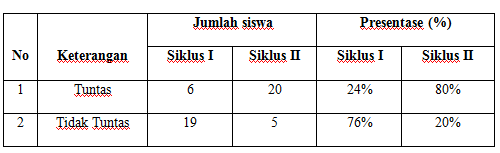 Jumlah siswa Presentase (%)
No Keterangan Siklus I Siklus II Siklus I Siklus II
1 Tuntas 6 20 24% 80%
2 Tidak Tuntas 19 5 76% 20%